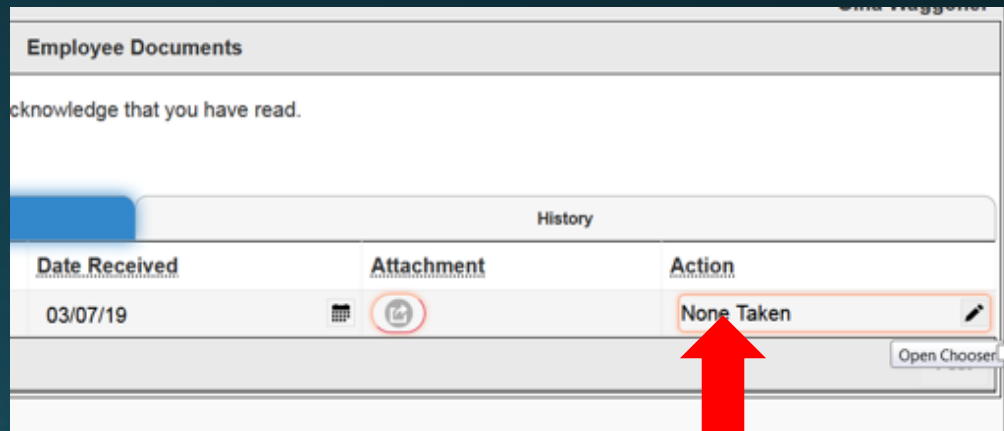 Employee Documents
cknowledge that you have read.
History
Date Received Attachment Action
03/07/19 None Taken
Open Chooser